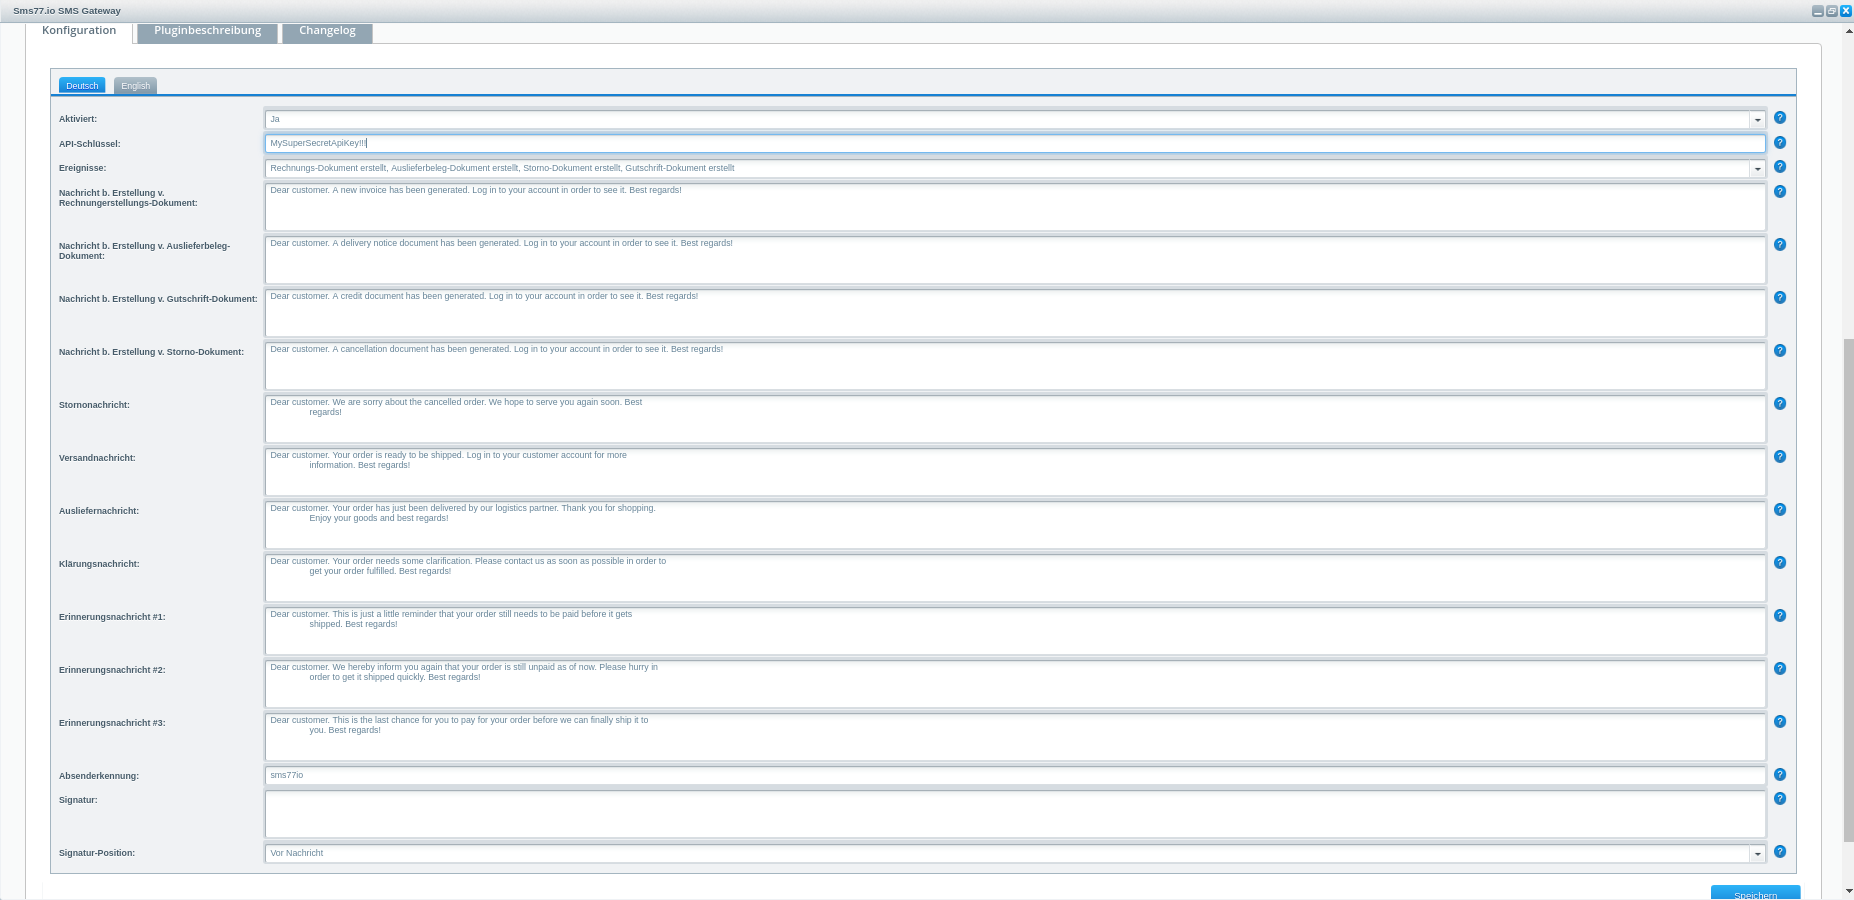 Sms77.io SMS Gateway
Konfiguration
Pluginbeschreibung
Changelog
Deutsch
English
Aktiviert:
Ja
API-Schlüssel:
MySuperSecretApiKey!!!
Ereignisse:
Rechnungs-Dokument erstellt, Auslieferbeleg-Dokument erstellt, Storno-Dokument erstellt, Gutschrift-Dokument erstellt
Nachricht b. Erstellung v.
Rechnungerstellungs-Dokument:
Dear customer. A new invoice has been generated. Log in to your account in order to see it. Best regards!
Nachricht b. Erstellung v. Auslieferbeleg-
Dokument:
Dear customer. A delivery notice document has been generated. Log in to your account in order to see it. Best regards!
Nachricht b. Erstellung v. Gutschrift-Dokument:
Dear customer. A credit document has been generated. Log in to your account in order to see it. Best regards!
Nachricht b. Erstellung v. Storno-Dokument:
Dear customer. A cancellation document has been generated. Log in to your account in order to see it. Best regards!
Stornonachricht:
Dear customer. We are sorry about the cancelled order. We hope to serve you again soon. Best
regards!
Versandnachricht:
Dear customer. Your order is ready to be shipped. Log in to your customer account for more
information. Best regards!
Ausliefernachricht:
Dear customer. Your order has just been delivered by our logistics partner. Thank you for shopping.
Enjoy your goods and best regards!
Klärungsnachricht:
Dear customer. Your order needs some clarification. Please contact us as soon as possible in order to
get your order fulfilled. Best regards!
Erinnerungsnachricht #1:
Dear customer. This is just a little reminder that your order still needs to be paid before it gets
shipped. Best regards!
Erinnerungsnachricht #2:
Dear customer. We hereby inform you again that your order is still unpaid as of now. Please hurry in
order to get it shipped quickly. Best regards!
Erinnerungsnachricht #3:
Dear customer. This is the last chance for you to pay for your order before we can finally ship it to
you. Best regards!
Absenderkennung:
sms77io
Signatur:
Signatur-Position:
Vor Nachricht
Speichern